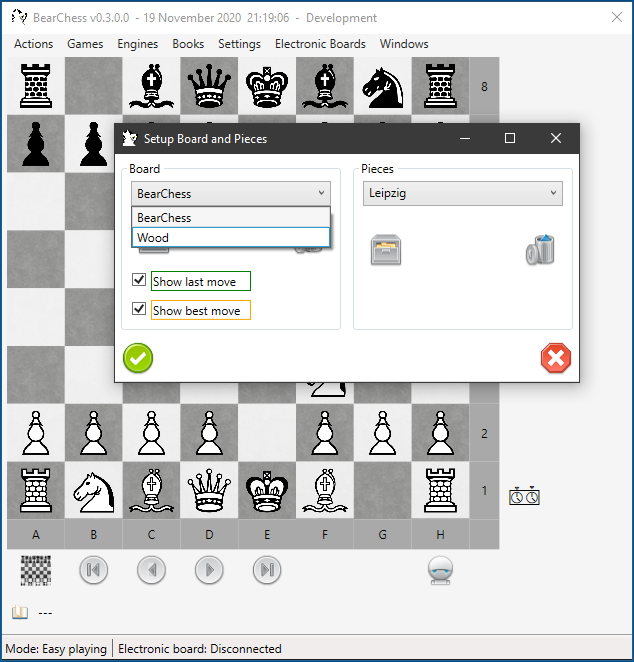 BearChess v0.3.0.0 - 19 November 2020 21:19:06 - Development
Actions Games Engines Books Settings Electronic Boards Windows
8
Setup Board and Pieces
Board
BearChess
BearChess
Wood
Show last move
Show best move
Pieces
Leipzig
2
1
A B C D E F G H
---
Mode: Easy playing Electronic board: Disconnected